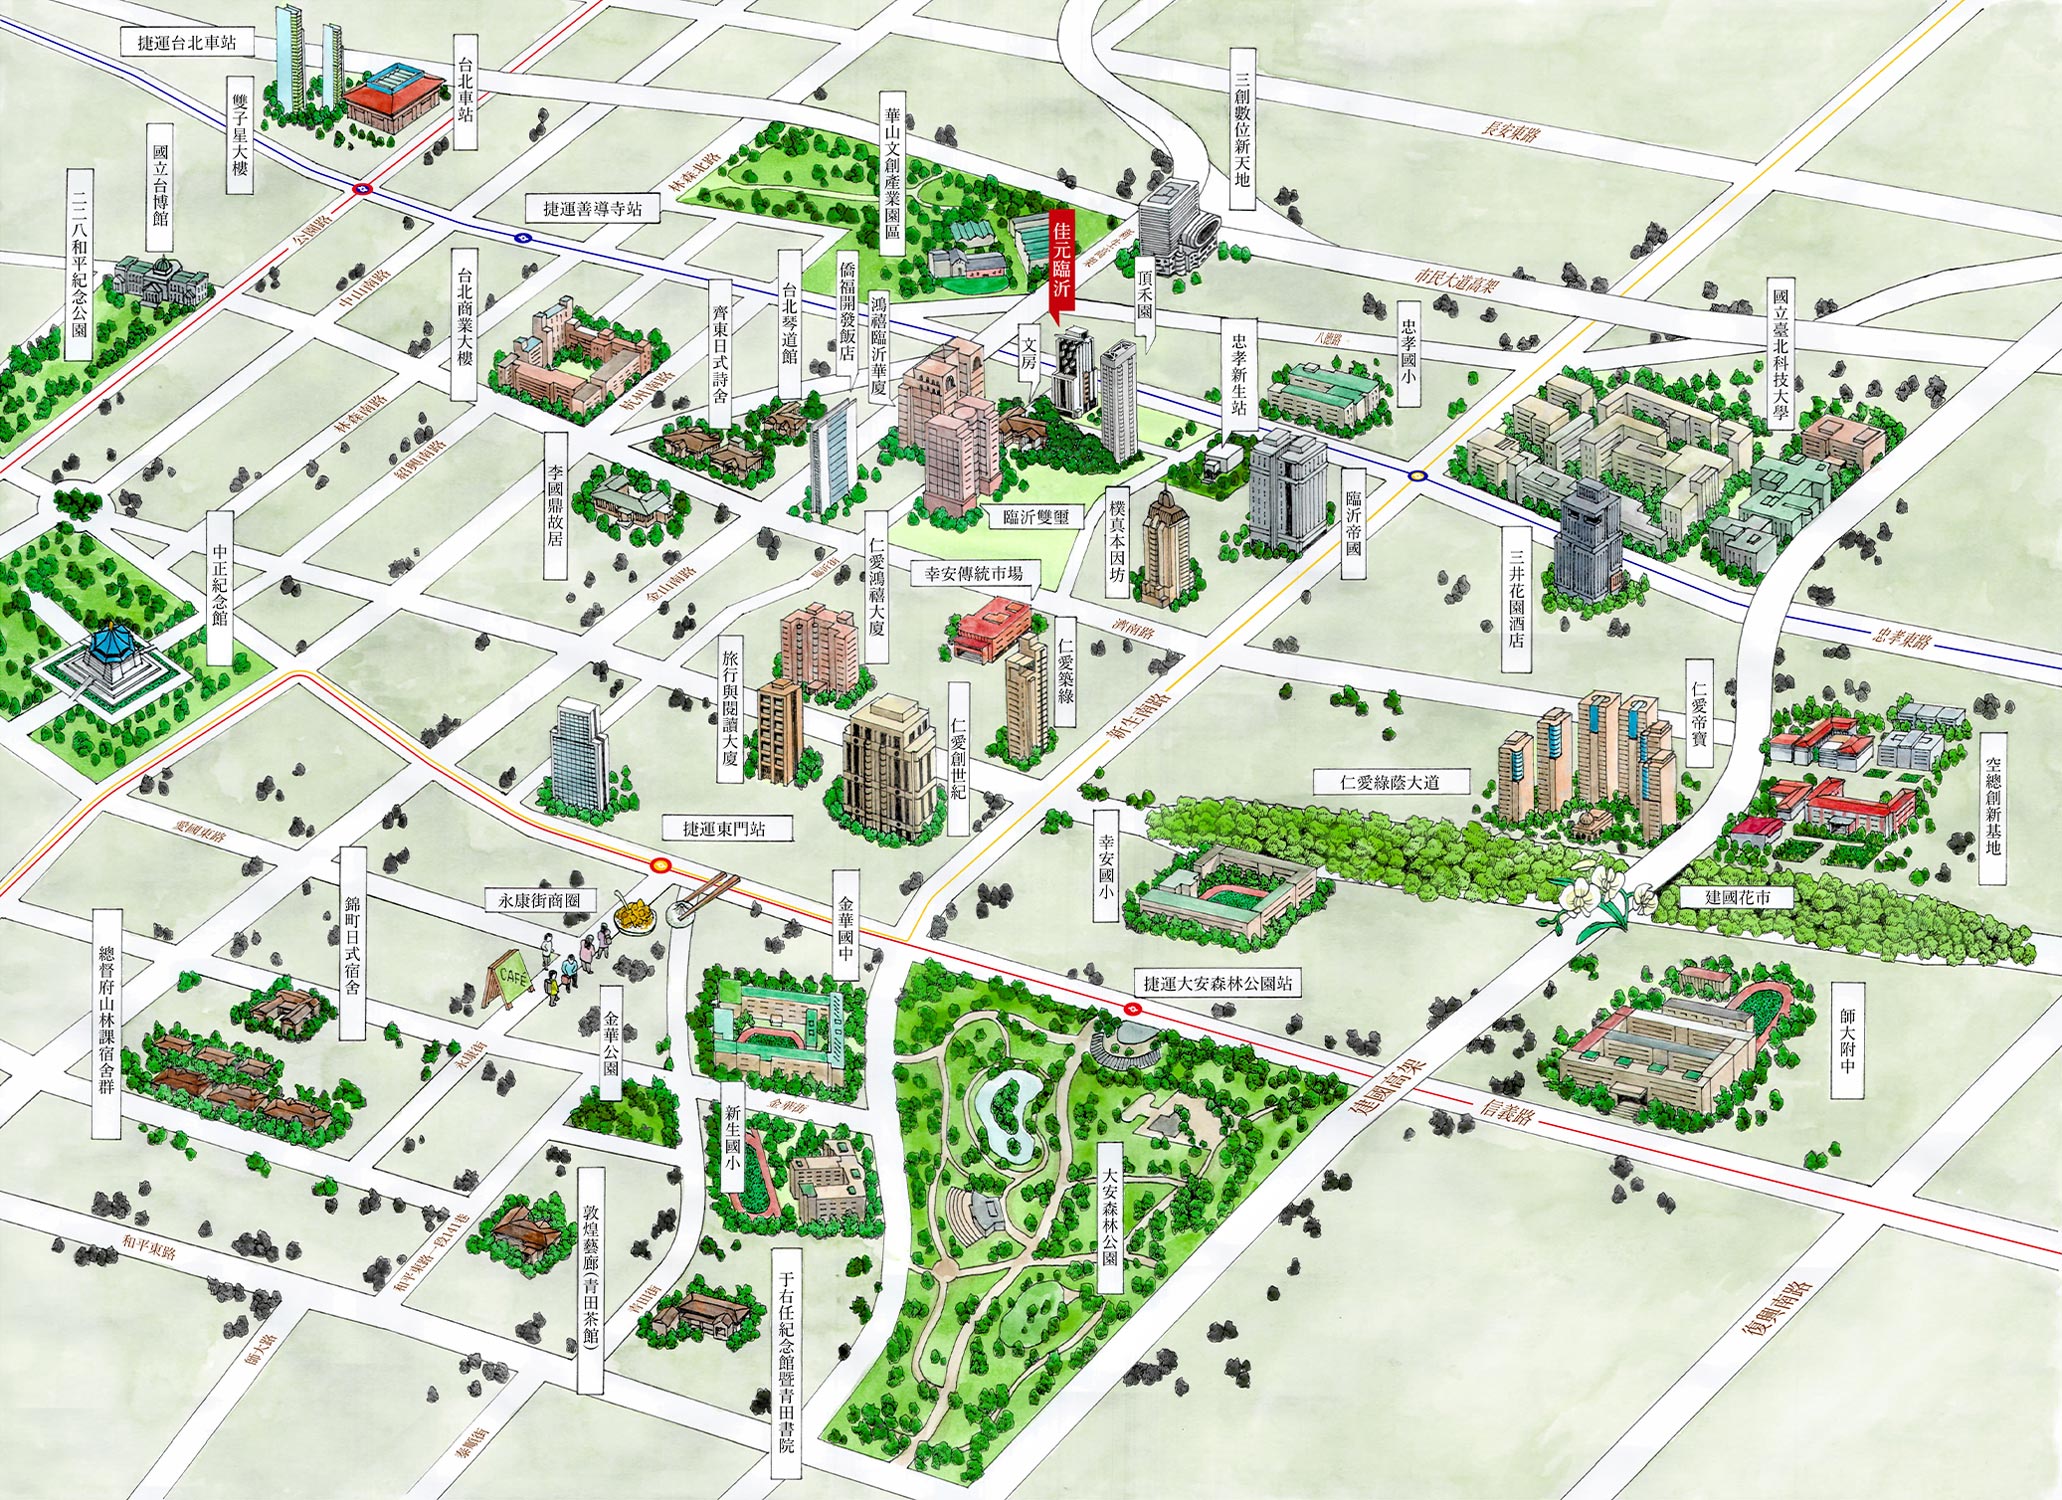 捷運台北車站
台北車站
雙子星大樓
國立台博館
二二八和平紀念公園
公園路
中山南路
捷運善導寺站
林森北路
華山文創產業園區
三創數位新天地
長安東路
市民大道高架
佳元臨沂
頂禾園
文房
八德路
忠孝國小
忠孝新生站
國立臺北科技大學
台北商業大樓
齊東日式詩舍
台北琴道館
僑福開發飯店
鴻禧臨沂華廈
杭州南路
林森南路
紹興南路
李國鼎故居
臨沂雙璽
樸真本因坊
臨沂帝國
三井花園酒店
忠孝東路
中正紀念館
金山南路
臨沂街
仁愛鴻禧大廈
幸安傳統市場
濟南路
仁愛築綠
旅行與閱讀大廈
仁愛創世紀
新生南路
仁愛帝寶
仁愛綠蔭大道
空總創新基地
愛國東路
捷運東門站
幸安國小
建國花市
永康街商圈
CAFE
錦町日式宿舍
總督府山林課宿舍群
金華國中
捷運大安森林公園站
師大附中
金華公園
永康街
金華街
新生國小
建國高架
信義路
大安森林公園
和平東路
和平東路一段141巷
敦煌藝廊(青田茶館)
青田街
于右任紀念館暨青田書院
師大路
泰順街
復興南路